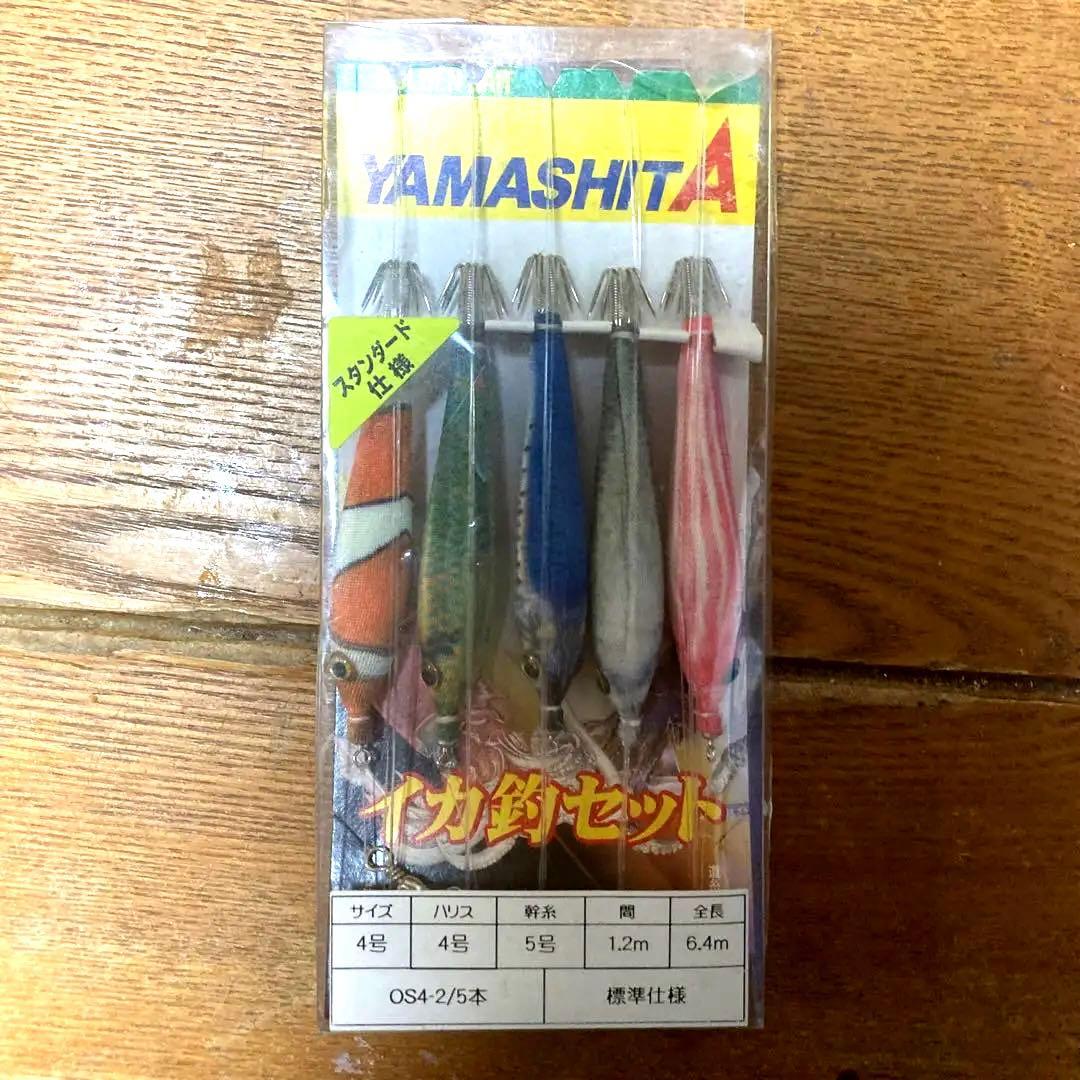 YAMASHITA
スタンダード
仕様
イカ釣セット
サイズ ハリス 幹糸 間 全長
4号 4号 5号 1.2m 6.4m
OS4-2/5本 標準仕様